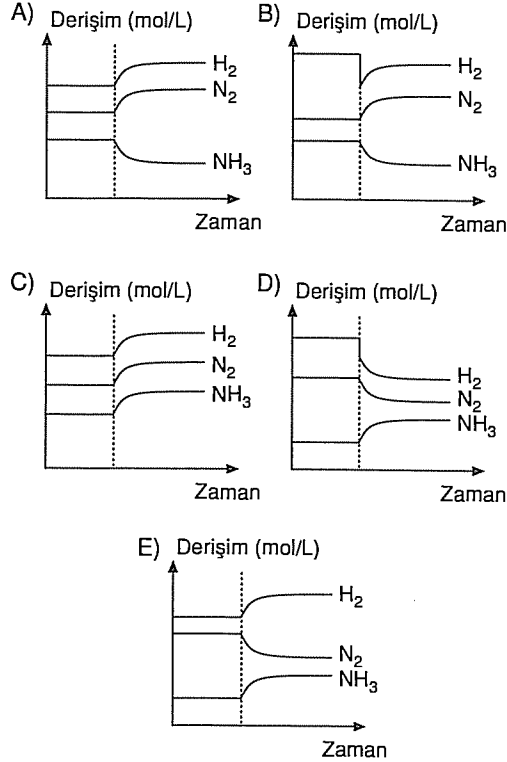 A) Derişim (mol/L)
H2
N2
NH3
Zaman
B) Derişim (mol/L)
H2
N2
NH3
Zaman
C) Derişim (mol/L)
H2
N2
NH3
Zaman
D) Derişim (mol/L)
H2
N2
NH3
Zaman
E) Derişim (mol/L)
H2
N2
NH3
Zaman